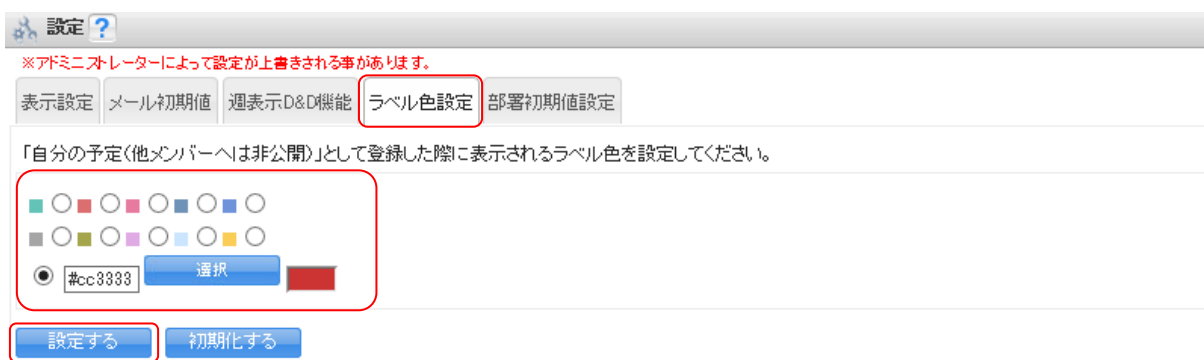 設定 ?
※アドミニストレーターによって設定が上書きされる事があります。
表示設定 メール初期値 週表示D&D機能 ラベル色設定 部署初期値設定
「自分の予定(他メンバーへは非公開)」として登録した際に表示されるラベル色を設定してください。
#cc3333 選択
設定する 初期化する